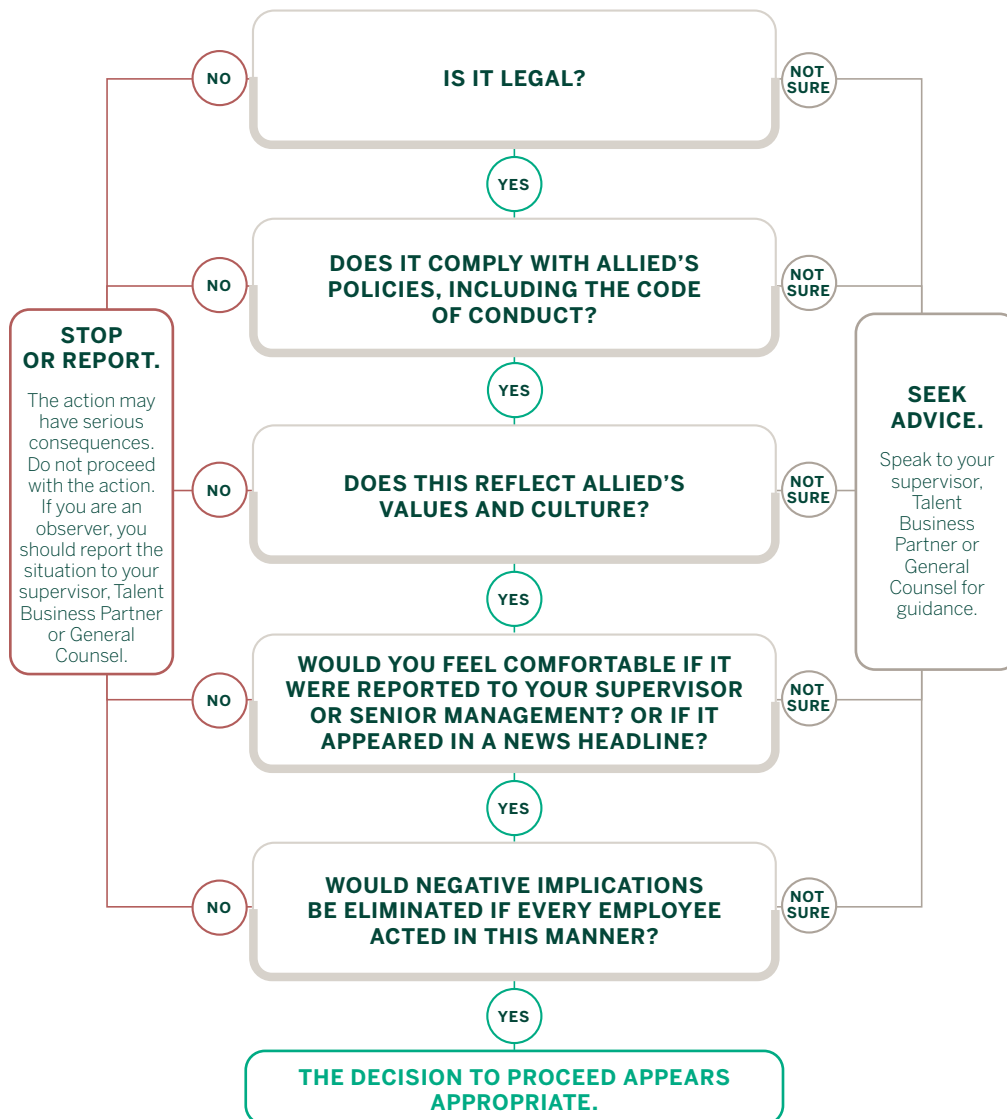 IS IT LEGAL?
NO
NOT
SURE
YES
DOES IT COMPLY WITH ALLIED'S
POLICIES, INCLUDING THE CODE
OF CONDUCT?
NO
NOT
SURE
YES
STOP
OR REPORT.
The action may
have serious
consequences.
Do not proceed
with the action.
If you are an
observer, you
should report the
situation to your
supervisor, Talent
Business Partner
or General
Counsel.
SEEK
ADVICE.
Speak to your
supervisor,
Talent
Business
Partner or
General
Counsel for
guidance.
NO
DOES THIS REFLECT ALLIED'S
VALUES AND CULTURE?
NOT
SURE
YES
WOULD YOU FEEL COMFORTABLE IF IT
WERE REPORTED TO YOUR SUPERVISOR
OR SENIOR MANAGEMENT? OR IF IT
APPEARED IN A NEWS HEADLINE?
NO
NOT
SURE
YES
WOULD NEGATIVE IMPLICATIONS
BE ELIMINATED IF EVERY EMPLOYEE
ACTED IN THIS MANNER?
NO
NOT
SURE
YES
THE DECISION TO PROCEED APPEARS
APPROPRIATE.